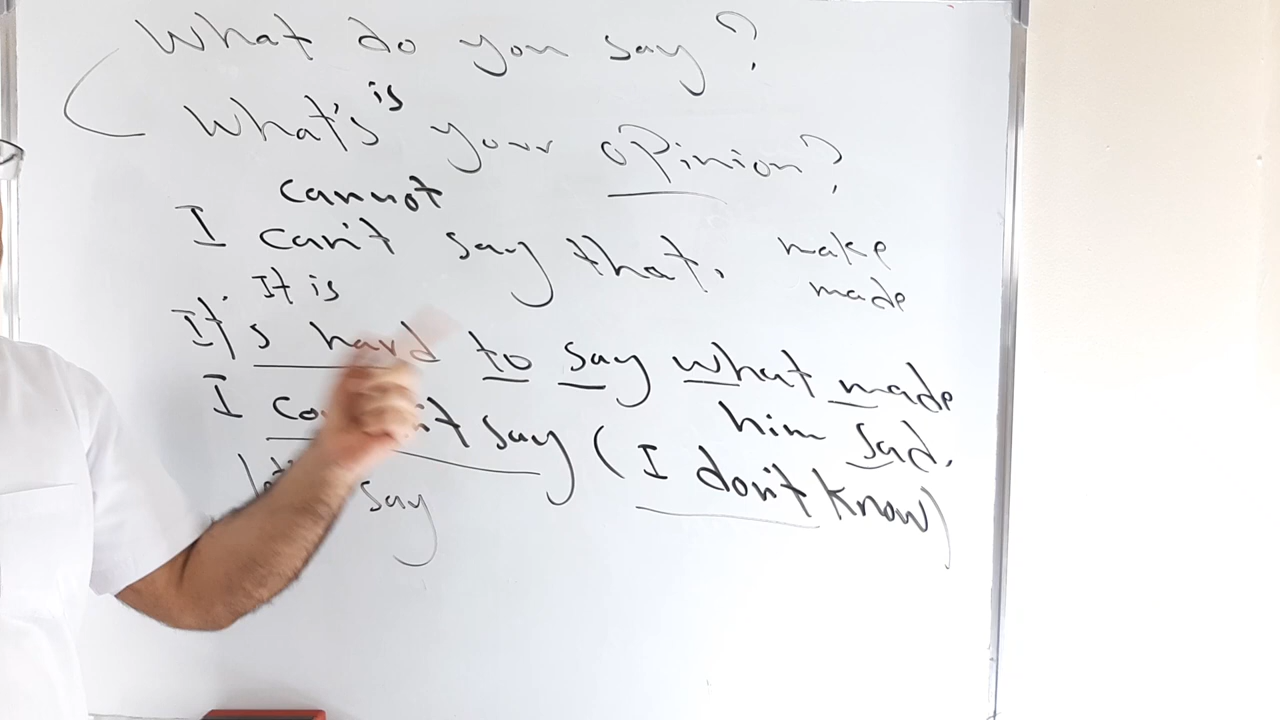 What do you say?
is
What's your opinion?
cannot
I can't say that. make
made
It is
It's hard to say what made
him sad.
I say (I don't know)
say